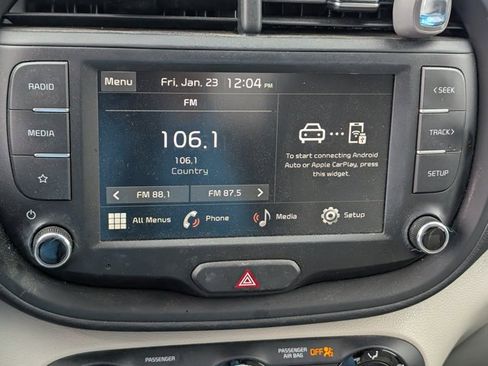 Menu Fri, Jan. 23 12:04 PM
RADIO
MEDIA
FM
106.1
106.1
Country
FM 88.1 FM 87.5
To start connecting Android
Auto or Apple CarPlay, press
this widget.
All Menus Phone Media Setup
< SEEK
TRACK >
SETUP
PASSENGER
PASSENGER
AIR BAG
OFF